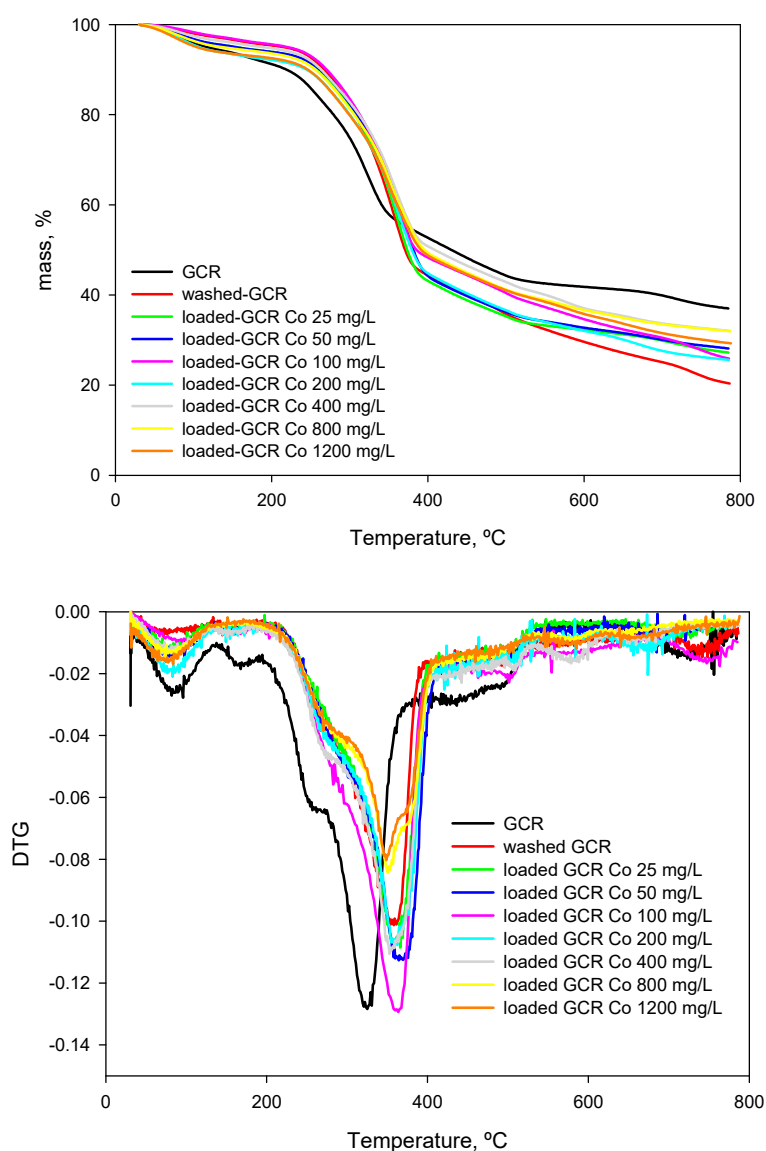 100
80
60
40
20
0
mass, %
GCR
washed-GCR
loaded-GCR Co 25 mg/L
loaded-GCR Co 50 mg/L
loaded-GCR Co 100 mg/L
loaded-GCR Co 200 mg/L
loaded-GCR Co 400 mg/L
loaded-GCR Co 800 mg/L
loaded-GCR Co 1200 mg/L
0 200 400 600 800
Temperature, ºC
0.00
-0.02
-0.04
-0.06
-0.08
-0.10
-0.12
-0.14
DTG
GCR
washed GCR
loaded GCR Co 25 mg/L
loaded GCR Co 50 mg/L
loaded GCR Co 100 mg/L
loaded GCR Co 200 mg/L
loaded GCR Co 400 mg/L
loaded GCR Co 800 mg/L
loaded GCR Co 1200 mg/L
0 200 400 600 800
Temperature, ºC